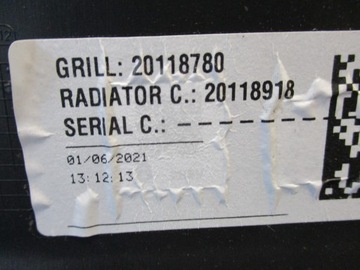 GRILL: 20118780
RADIATOR C.: 20118918
SERIAL C.: - - - - - - - - -
01/06/2021
13:12:13